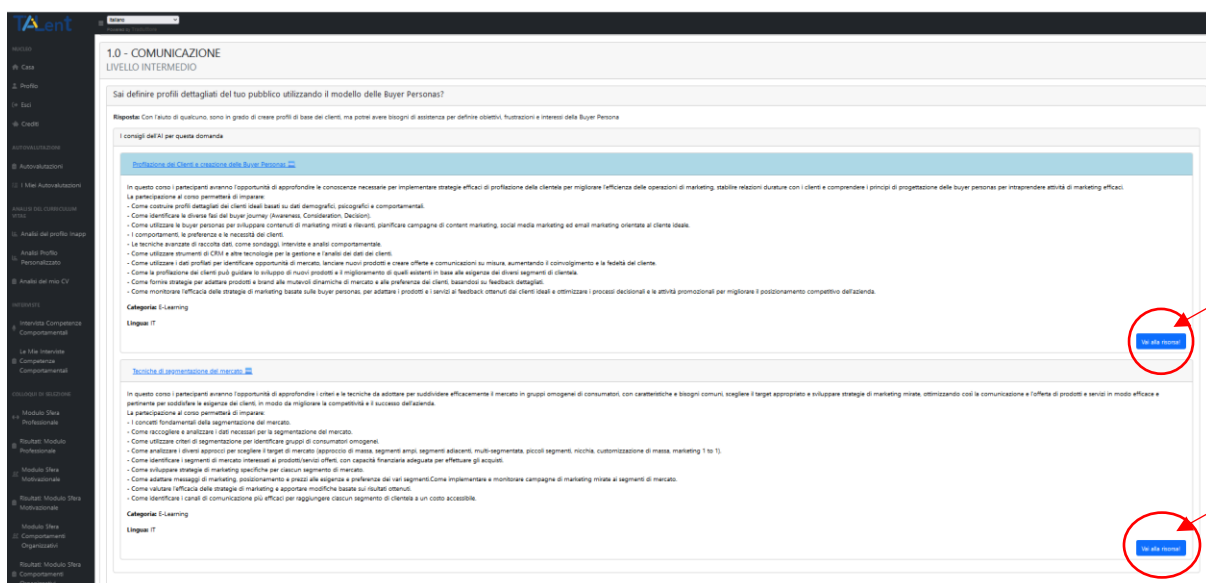 TALent
Italiano
Powered by Translate
NUCLEO
Casa
Profilo
Esci
Crediti
AUTOVALUTAZIONI
Autovalutazioni
I Miei Autovalutazioni
ANALISI DEL CURRICULUM
VITAE
Analisi del profilo Inapp
Analisi Profilo
Personalizzato
Analisi del mio CV
INTERVISTE
Intervista Competenze
Comportamentali
Le Mie Interviste
Competenze
Comportamentali
COLLOQUI DI SELEZIONE
Modulo Sfera
Professionale
Risultati Modulo
Professionale
Modulo Sfera
Motivazionale
Risultati Modulo Sfera
Motivazionale
Modulo Sfera
Comportamenti
Organizzativi
Risultati Modulo Sfera
Comportamenti
1.0 - COMUNICAZIONE
LIVELLO INTERMEDIO
Sai definire profili dettagliati del tuo pubblico utilizzando il modello delle Buyer Personas?
Risposta: Con l'aiuto di qualcuno, sono in grado di creare profili di base dei clienti, ma potrei avere bisogni di assistenza per definire obiettivi, frustrazioni e interessi della Buyer Persona
I consigli dell'AI per questa domanda
Profilazione dei Clienti e creazione delle Buyer Personas
In questo corso i partecipanti avranno l'opportunità di approfondire le conoscenze necessarie per implementare strategie efficaci di profilazione della clientela per migliorare l'efficienza delle operazioni di marketing, stabilire relazioni durature con i clienti e comprendere i principi di progettazione delle buyer personas per intraprendere attività di marketing efficaci.
La partecipazione al corso permetterà di imparare:
- Come costruire profili dettagliati dei clienti ideali basati su dati demografici, psicografici e comportamentali.
- Come identificare le diverse fasi del buyer journey (Awareness, Consideration, Decision).
- Come utilizzare le buyer personas per sviluppare contenuti di marketing mirati e rilevanti, pianificare campagne di content marketing, social media marketing ed email marketing orientate al cliente ideale.
- I comportamenti, le preferenze e le necessità dei clienti.
- Le tecniche avanzate di raccolta dati, come sondaggi, interviste e analisi comportamentale.
- Come utilizzare strumenti di CRM e altre tecnologie per la gestione e l'analisi dei dati dei clienti.
- Come utilizzare i dati profilati per identificare opportunità di mercato, lanciare nuovi prodotti e creare offerte e comunicazioni su misura, aumentando il coinvolgimento e la fedeltà del cliente.
- Come la profilazione dei clienti può guidare lo sviluppo di nuovi prodotti e il miglioramento di quelli esistenti in base alle esigenze dei diversi segmenti di clientela.
- Come fornire strategie per adattare prodotti e brand alle mutevoli dinamiche di mercato e alle preferenze dei clienti, basandosi su feedback dettagliati.
- Come monitorare l'efficacia delle strategie di marketing basate sulle buyer personas, per adattare i prodotti e i servizi ai feedback ottenuti dai clienti ideali e ottimizzare i processi decisionali e le attività promozionali per migliorare il posizionamento competitivo dell'azienda.
Categoria: E-Learning
Lingua: IT
Vai alla risorsa!
Tecniche di segmentazione del mercato
In questo corso i partecipanti avranno l'opportunità di approfondire i criteri e le tecniche da adottare per suddividere efficacemente il mercato in gruppi omogenei di consumatori, con caratteristiche e bisogni comuni, scegliere il target appropriato e sviluppare strategie di marketing mirate, ottimizzando così la comunicazione e l'offerta di prodotti e servizi in modo efficace e
pertinente per soddisfare le esigenze dei clienti, in modo da migliorare la competitività e il successo dell'azienda.
La partecipazione al corso permetterà di imparare:
- I concetti fondamentali della segmentazione del mercato.
- Come raccogliere e analizzare i dati necessari per la segmentazione del mercato.
- Come utilizzare criteri di segmentazione per identificare gruppi di consumatori omogenei.
- Come analizzare i diversi approcci per scegliere il target di mercato (approccio di massa, segmenti ampi, segmenti adiacenti, multi-segmentata, piccoli segmenti, nicchia, customizzazione di massa, marketing 1 to 1).
- Come identificare i segmenti di mercato interessati ai prodotti/servizi offerti, con capacità finanziaria adeguata per effettuare gli acquisti.
- Come sviluppare strategie di marketing specifiche per ciascun segmento di mercato.
- Come adattare messaggi di marketing, posizionamento e prezzi alle esigenze e preferenze dei vari segmenti.Come implementare e monitorare campagne di marketing mirate ai segmenti di mercato.
- Come valutare l'efficacia delle strategie di marketing e apportare modifiche basate sui risultati ottenuti.
- Come identificare i canali di comunicazione più efficaci per raggiungere ciascun segmento di clientela a un costo accessibile.
Categoria: E-Learning
Lingua: IT
Vai alla risorsa!